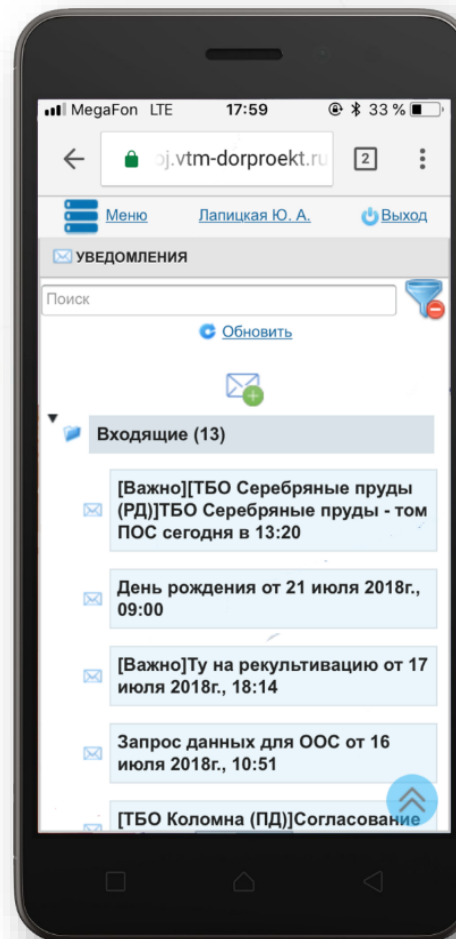 MegaFon LTE 17:59 33 %
oj.vtm-dorproekt.ru 2
Меню Лапицкая Ю. А. Выход
УВЕДОМЛЕНИЯ
Поиск
Обновить
Входящие (13)
[Важно][ТБО Серебряные пруды
(РД)]ТБО Серебряные пруды - том
ПОС сегодня в 13:20
День рождения от 21 июля 2018г.,
09:00
[Важно]Ту на рекультивацию от 17
июля 2018г., 18:14
Запрос данных для ООС от 16
июля 2018г., 10:51
[ТБО Коломна (ПД)]Согласование